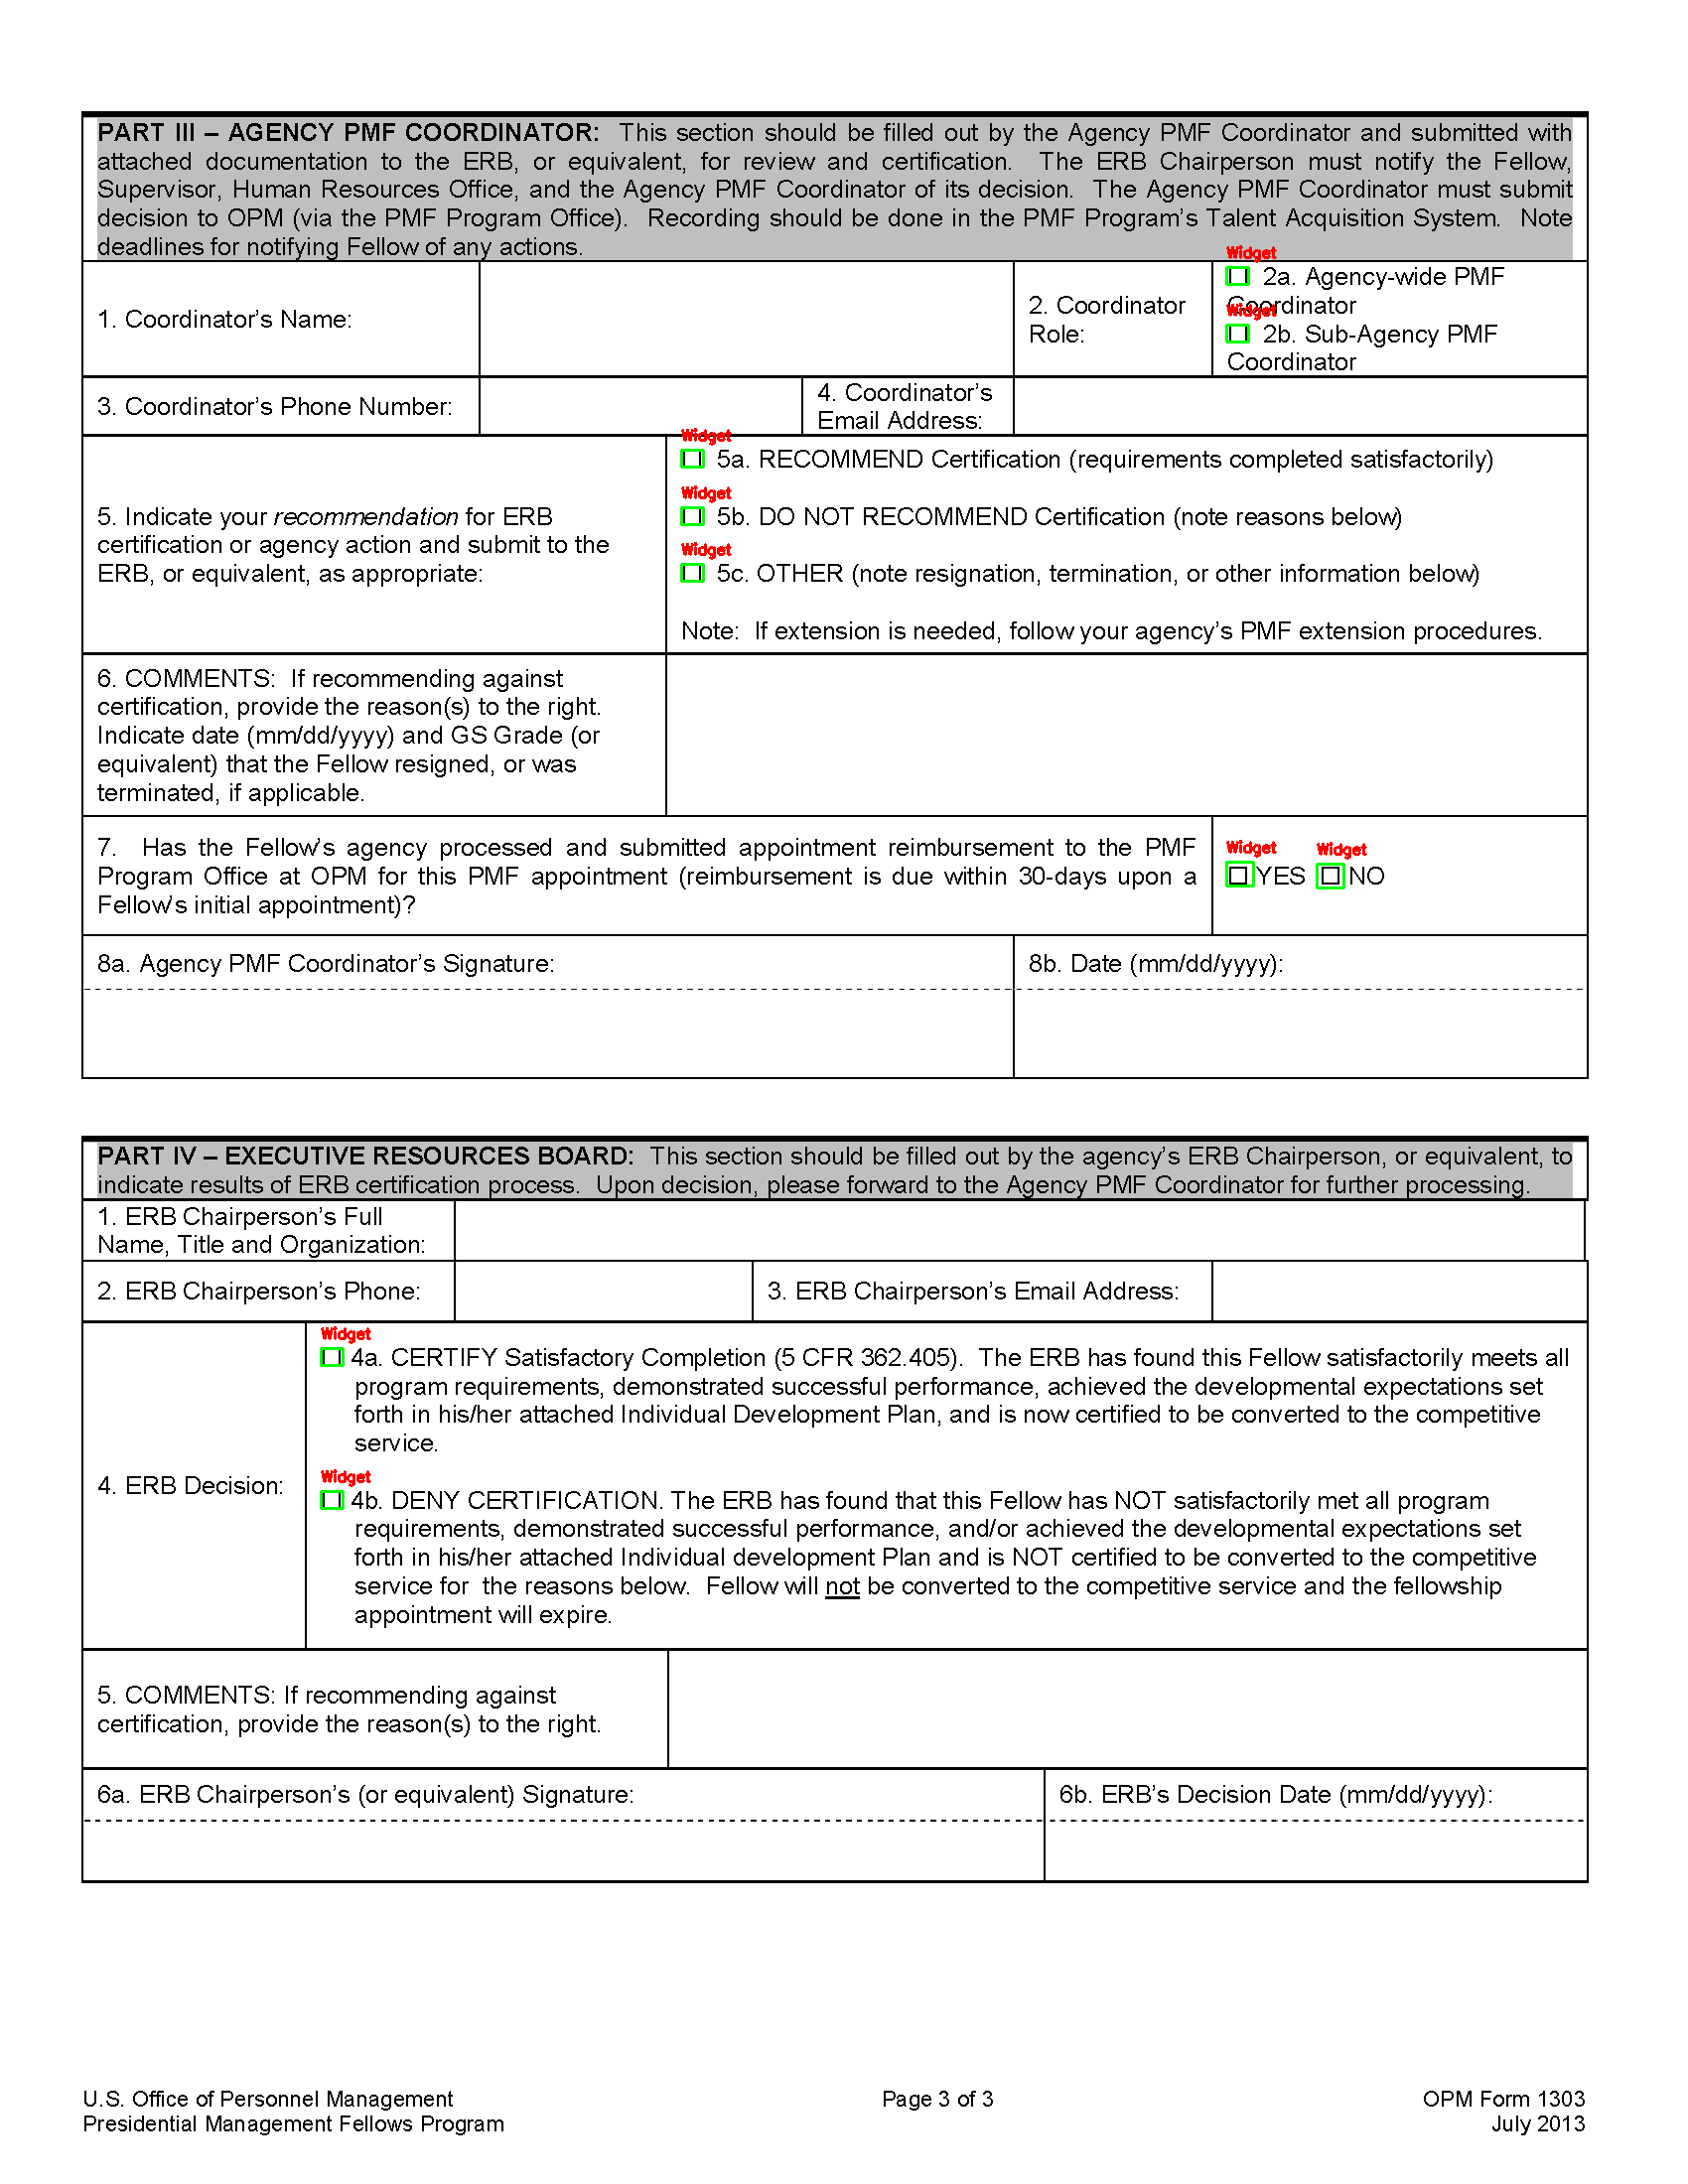 PART III – AGENCY PMF COORDINATOR:  This section should be filled out by the Agency PMF Coordinator and submitted with
attached documentation to the ERB, or equivalent, for review and certification.  The ERB Chairperson must notify the Fellow,
Supervisor, Human Resources Office, and the Agency PMF Coordinator of its decision.  The Agency PMF Coordinator must submit
decision to OPM (via the PMF Program Office).  Recording should be done in the PMF Program’s Talent Acquisition System.  Note
deadlines for notifying Fellow of any actions.
1. Coordinator’s Name:
2. Coordinator
Role:
Widget
2a. Agency-wide PMF
Coordinator
Widget
2b. Sub-Agency PMF
Coordinator
3. Coordinator’s Phone Number:
4. Coordinator’s
Email Address:
5. Indicate your recommendation for ERB
certification or agency action and submit to the
ERB, or equivalent, as appropriate:
Widget
5a. RECOMMEND Certification (requirements completed satisfactorily)
Widget
5b. DO NOT RECOMMEND Certification (note reasons below)
Widget
5c. OTHER (note resignation, termination, or other information below)
Note:  If extension is needed, follow your agency’s PMF extension procedures.
6. COMMENTS:  If recommending against
certification, provide the reason(s) to the right.
Indicate date (mm/dd/yyyy) and GS Grade (or
equivalent) that the Fellow resigned, or was
terminated, if applicable.
7.  Has the Fellow’s agency processed and submitted appointment reimbursement to the PMF
Program Office at OPM for this PMF appointment (reimbursement is due within 30-days upon a
Fellow’s initial appointment)?
Widget Widget
YES NO
8a. Agency PMF Coordinator’s Signature:
8b. Date (mm/dd/yyyy):
PART IV – EXECUTIVE RESOURCES BOARD:  This section should be filled out by the agency’s ERB Chairperson, or equivalent, to
indicate results of ERB certification process.  Upon decision, please forward to the Agency PMF Coordinator for further processing.
1. ERB Chairperson’s Full
Name, Title and Organization:
2. ERB Chairperson’s Phone:
3. ERB Chairperson’s Email Address:
4. ERB Decision:
Widget
4a. CERTIFY Satisfactory Completion (5 CFR 362.405).  The ERB has found this Fellow satisfactorily meets all
program requirements, demonstrated successful performance, achieved the developmental expectations set
forth in his/her attached Individual Development Plan, and is now certified to be converted to the competitive
service.
Widget
4b. DENY CERTIFICATION. The ERB has found that this Fellow has NOT satisfactorily met all program
requirements, demonstrated successful performance, and/or achieved the developmental expectations set
forth in his/her attached Individual development Plan and is NOT certified to be converted to the competitive
service for  the reasons below.  Fellow will not be converted to the competitive service and the fellowship
appointment will expire.
5. COMMENTS: If recommending against
certification, provide the reason(s) to the right.
6a. ERB Chairperson’s (or equivalent) Signature:
6b. ERB’s Decision Date (mm/dd/yyyy):
U.S. Office of Personnel Management
Presidential Management Fellows Program
Page 3 of 3
OPM Form 1303
July 2013